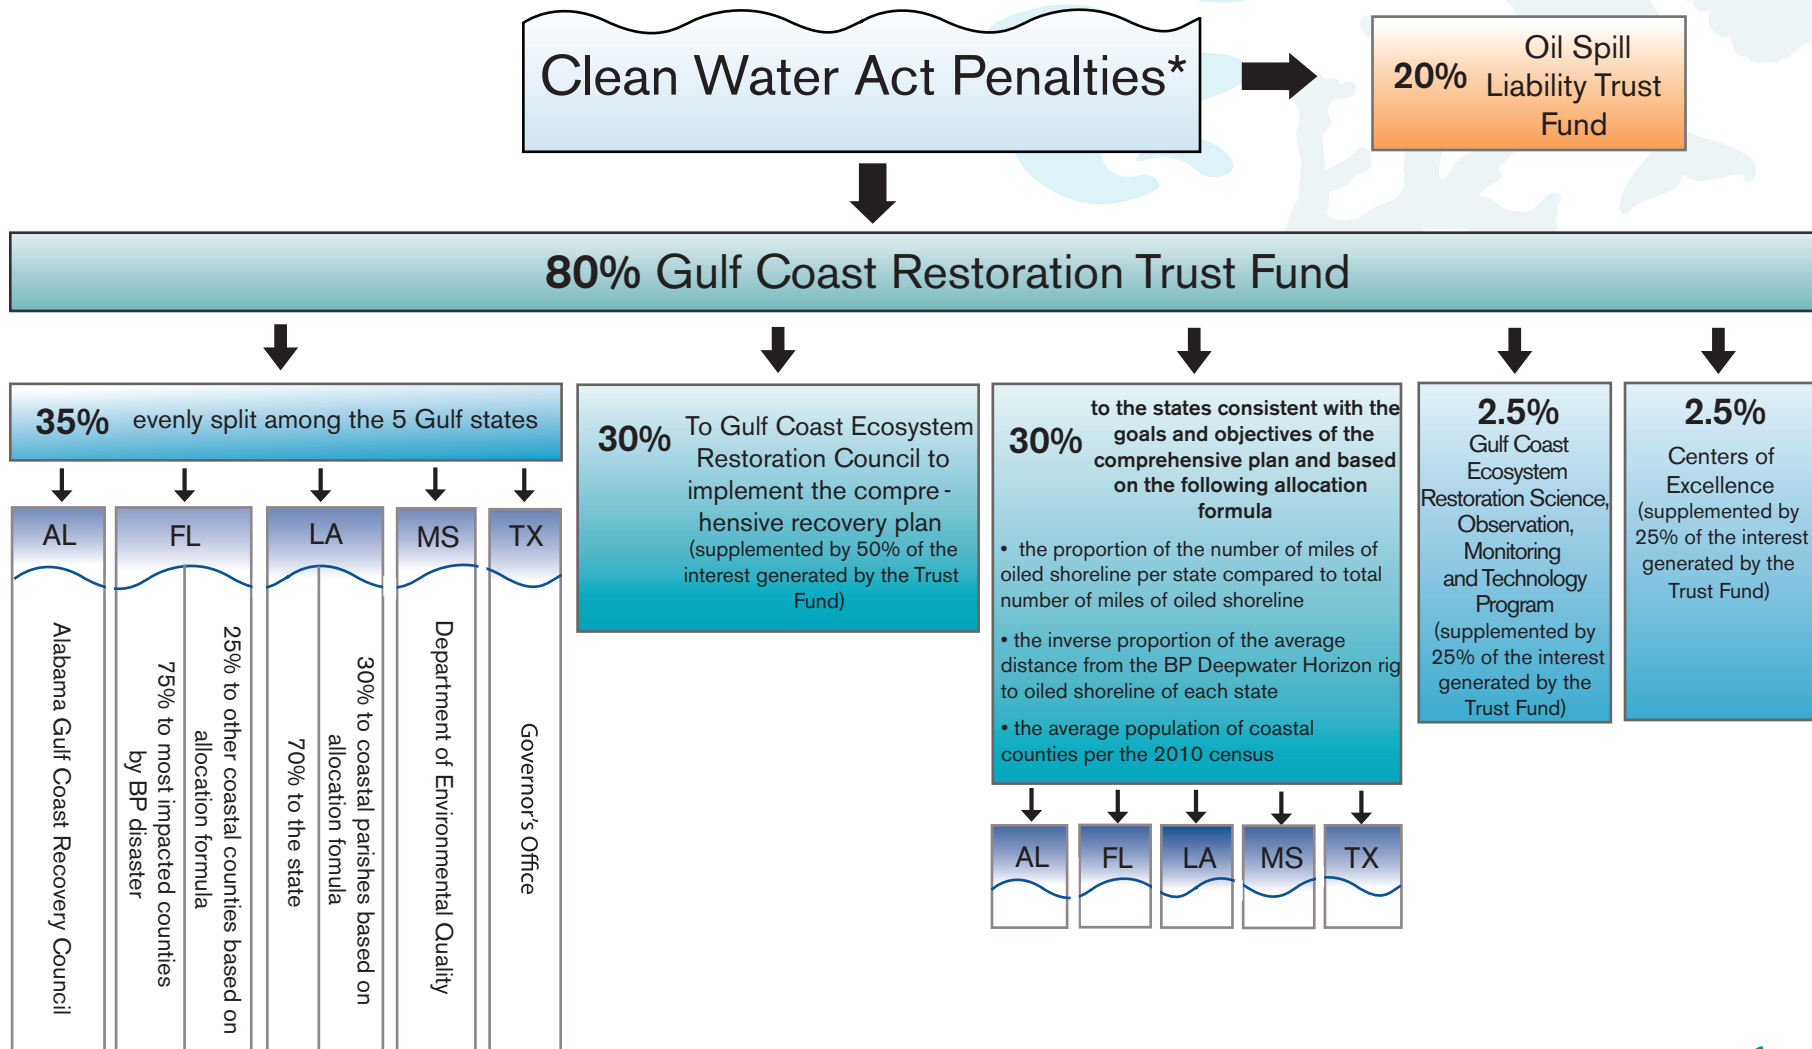 Clean Water Act Penalties*
20% Oil Spill
Liability Trust
Fund
80% Gulf Coast Restoration Trust Fund
35% evenly split among the 5 Gulf states
AL
FL
LA
MS
TX
Alabama Gulf Coast Recovery Council
75% to most impacted counties
by BP disaster
25% to other coastal counties based on
allocation formula
70% to the state
30% to coastal parishes based on
allocation fomula
Department of Environmental Quality
Governor's Office
30% To Gulf Coast Ecosystem
Restoration Council to
implement the compre -
hensive recovery plan
(supplemented by 50% of the
interest generated by the Trust
Fund)
30% to the states consistent with the
goals and objectives of the
comprehensive plan and based
on the following allocation
formula
• the proportion of the number of miles of
oiled shoreline per state compared to total
number of miles of oiled shoreline
• the inverse proportion of the average
distance from the BP Deepwater Horizon rig
to oiled shoreline of each state
• the average population of coastal
counties per the 2010 census
AL
FL
LA
MS
TX
2.5%
Gulf Coast
Ecosystem
Restoration Science,
Observation,
Monitoring
and Technology
Program
(supplemented by
25% of the interest
generated by the
Trust Fund)
2.5%
Centers of
Excellence
(supplemented by
25% of the interest
generated by the
Trust Fund)